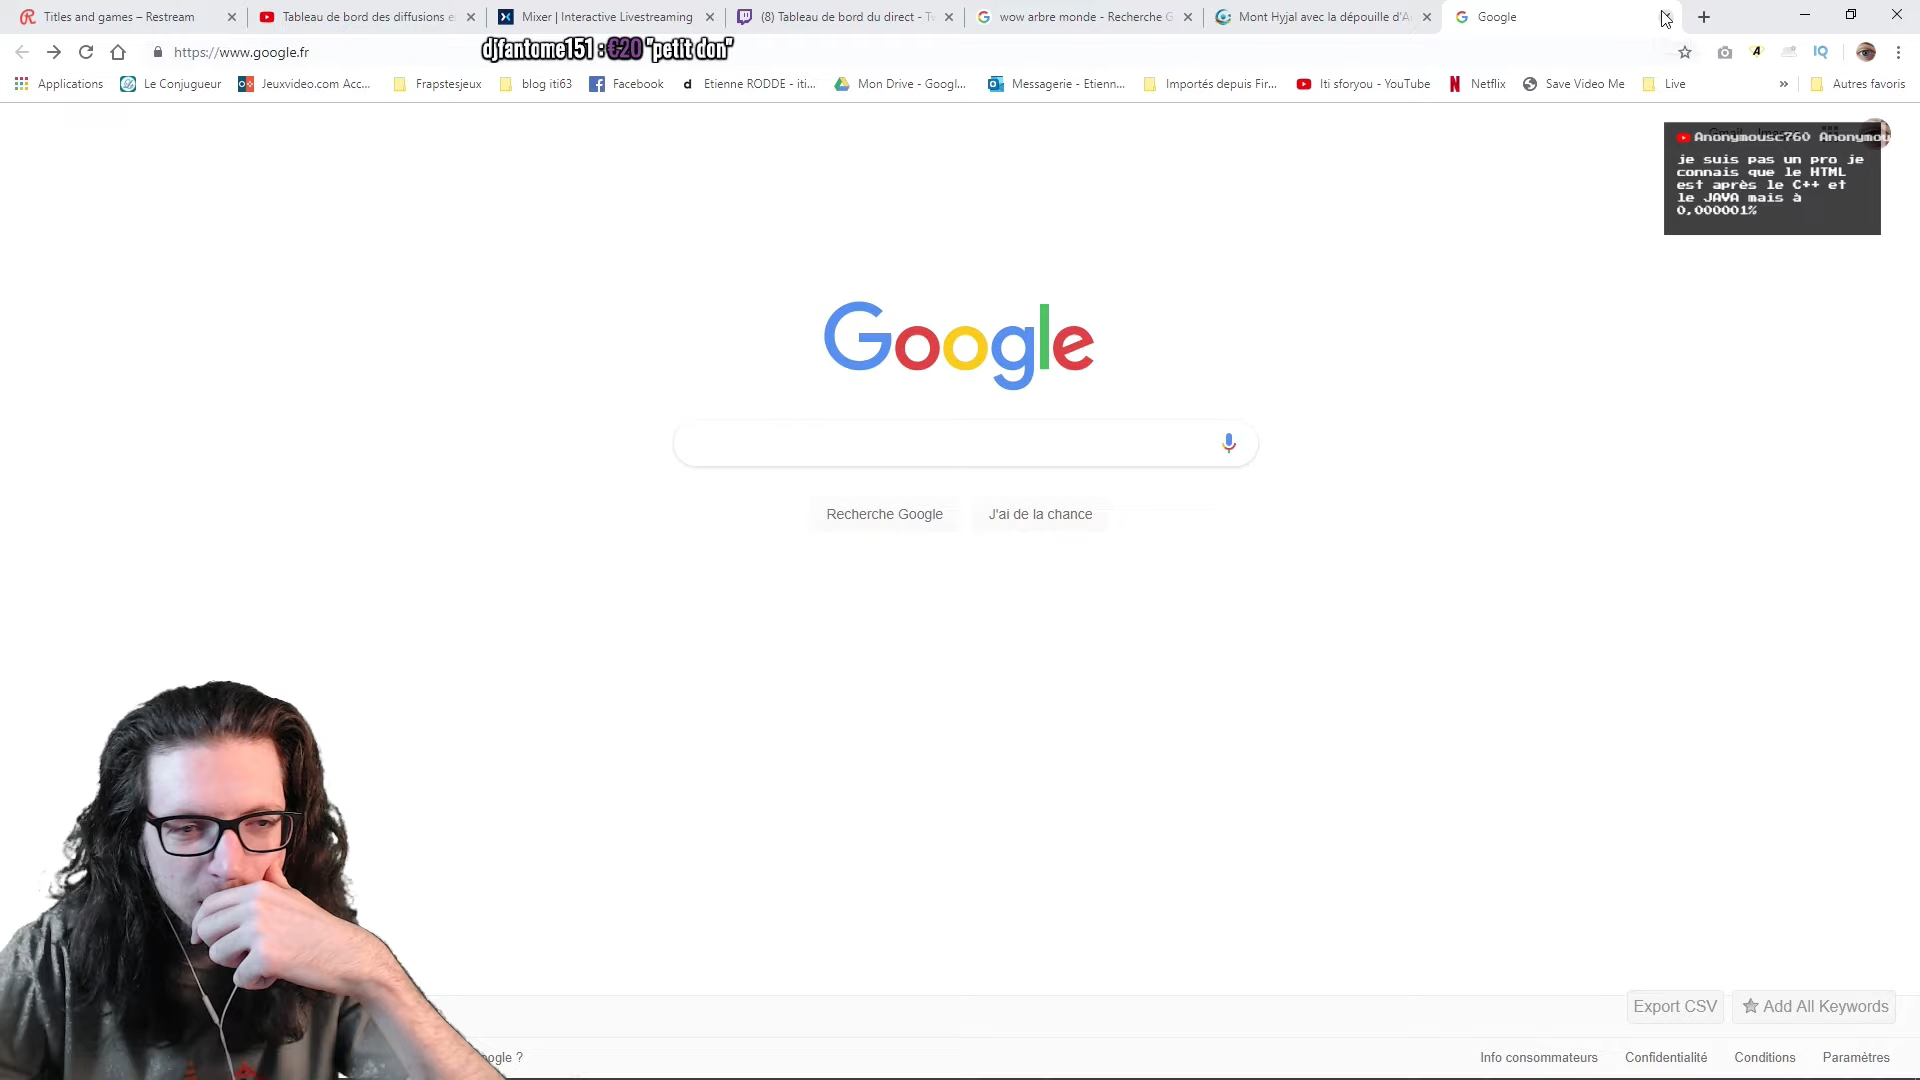 Titles and games – Restream
Tableau de bord des diffusions e
Mixer | Interactive Livestreaming
(8) Tableau de bord du direct - Tw
wow arbre monde - Recherche G
Mont Hyjal avec la dépouille d'A
Google
https://www.google.fr
djfantome151 : €20 "petit don"
Applications
Le Conjugueur
Jeuxvideo.com Acc...
Frapstesjeux
blog iti63
Facebook
Etienne RODDE - iti...
Mon Drive - Googl...
Messagerie - Etienn...
Importés depuis Fir...
Iti sforyou - YouTube
Netflix
Save Video Me
Live
»
Autres favoris
Anonymousc760 Anonymou
je suis pas un pro je
connais que le HTML
est après le C++ et
le JAVA mais à
0,000001%
Google
Recherche Google
J'ai de la chance
Export CSV
Add All Keywords
oogle ?
Info consommateurs
Confidentialité
Conditions
Paramètres